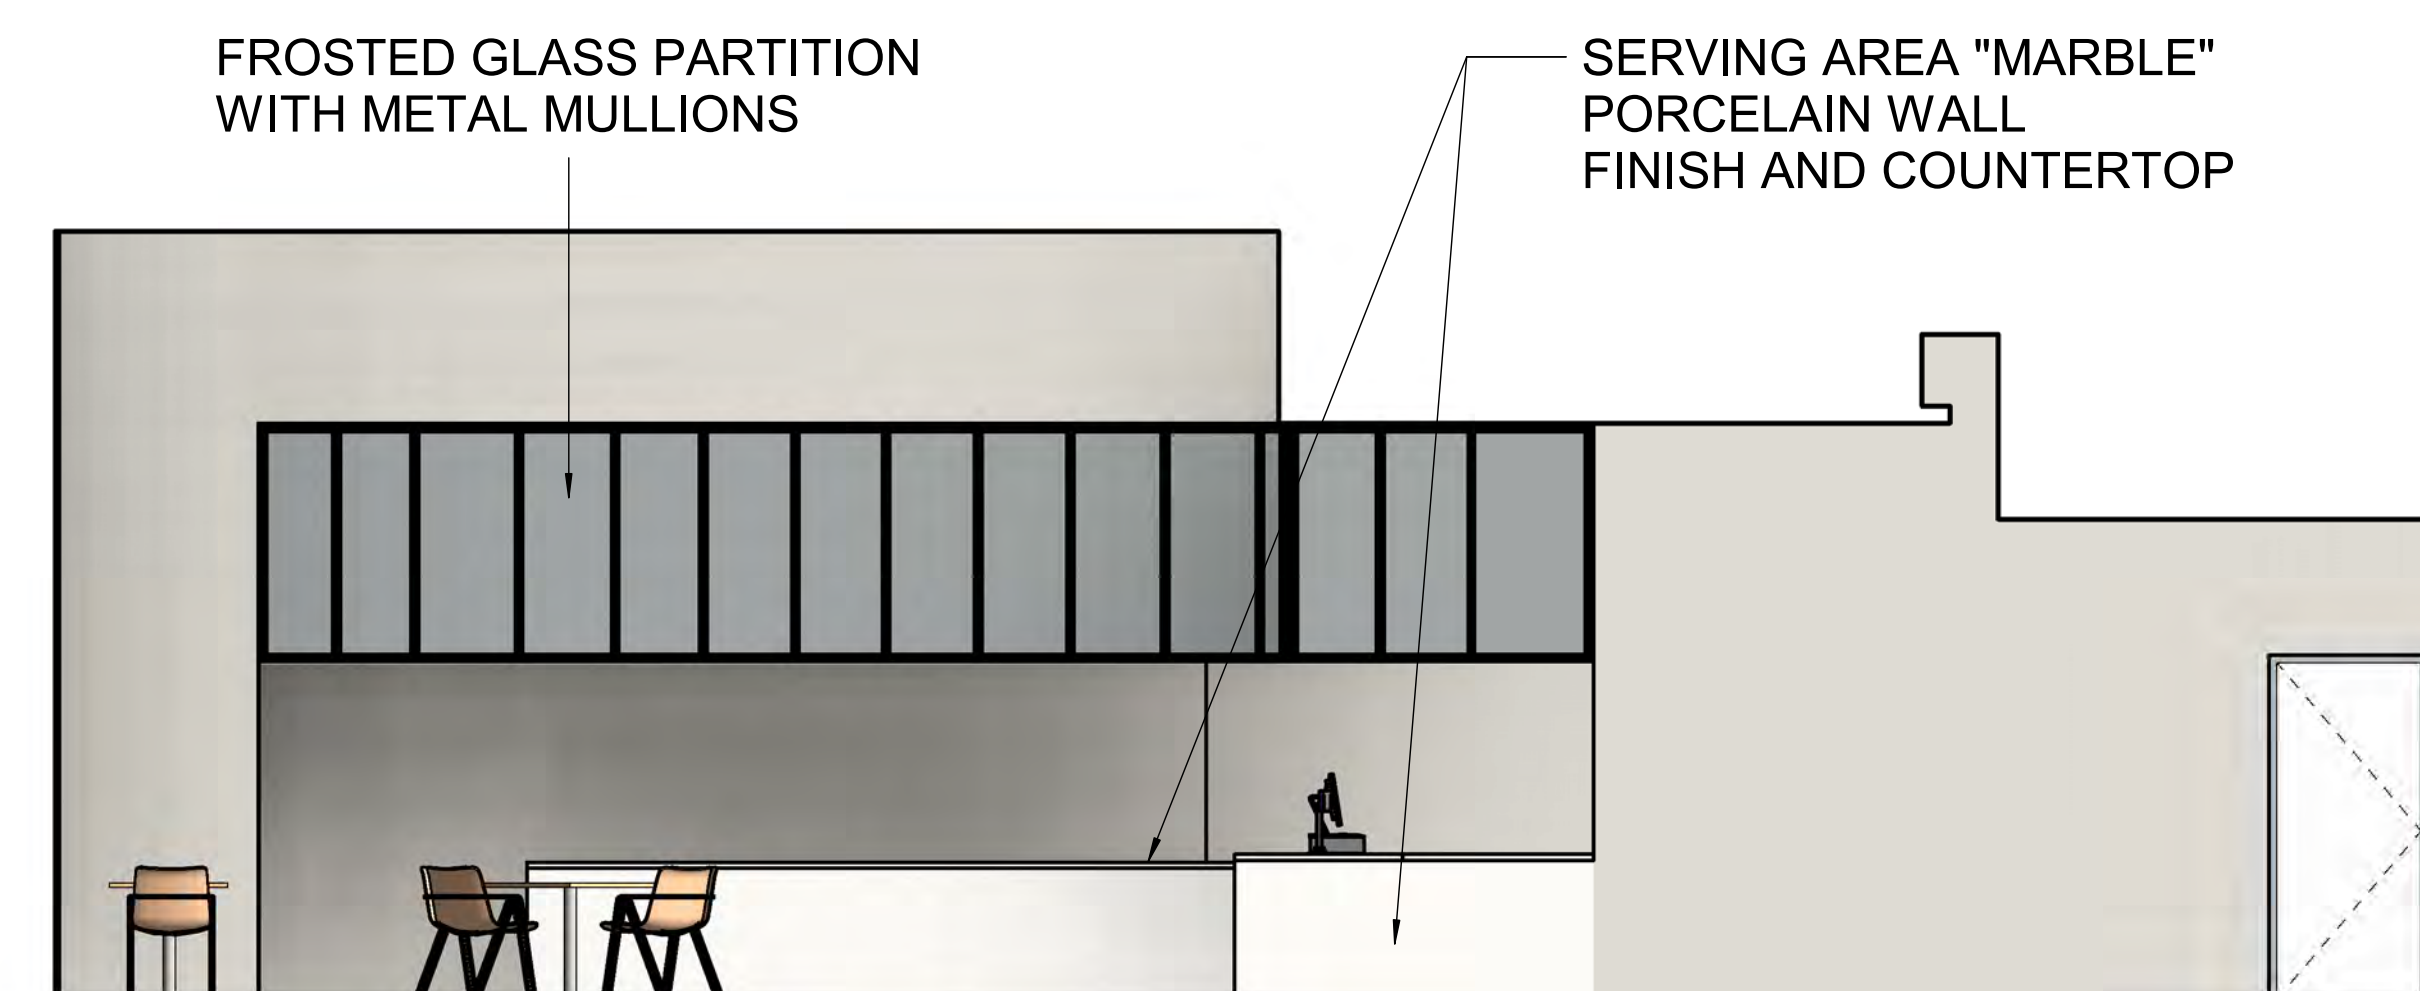 FROSTED GLASS PARTITION
WITH METAL MULLIONS
SERVING AREA "MARBLE"
PORCELAIN WALL
FINISH AND COUNTERTOP